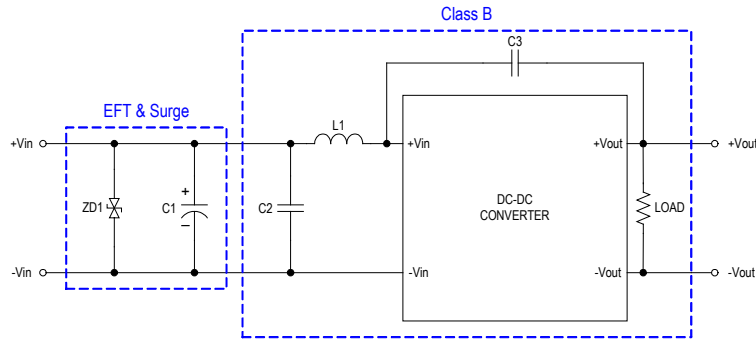 Class B
C3
EFT & Surge
L1
+Vin
+Vin
+Vout
+Vout
ZD1
+
C1
C2
DC-DC
CONVERTER
LOAD
-Vin
-Vin
-Vout
-Vout